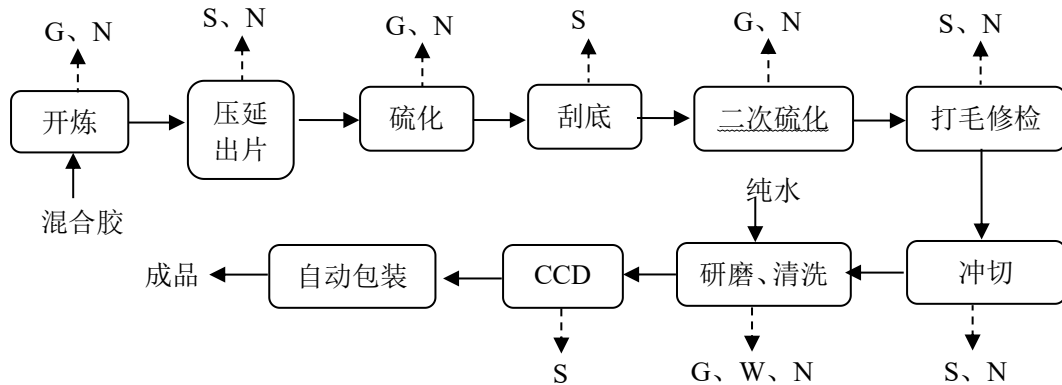 G、N
S、N
G、N
S
G、N
S、N
开炼
压延
出片
硫化
刮底
二次硫化
打毛修检
混合胶
纯水
成品
自动包装
CCD
研磨、清洗
冲切
S
G、W、N
S、N